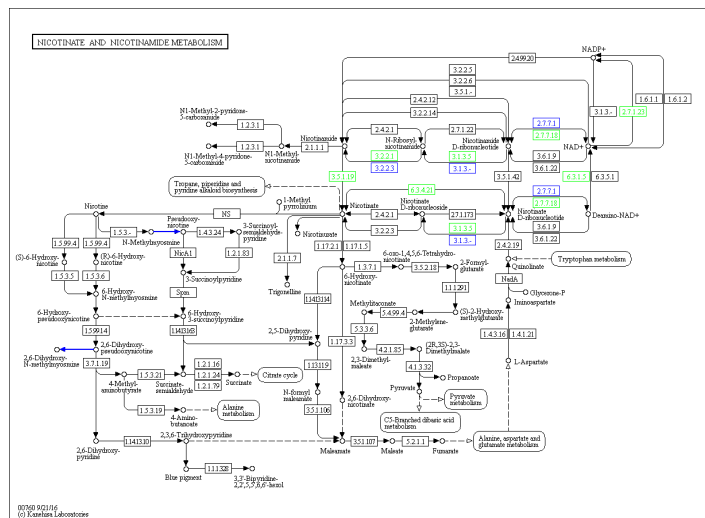 NICOTINATE AND NICOTINAMIDE METABOLISM
NADP+
2.4.99.20
3.2.2.5
3.2.2.6
3.5.1.-
2.4.2.12
3.2.2.14
3.1.3.-
2.7.1.23
1.6.1.1
1.6.1.2
N1-Methyl-2-pyridone-
5-carboxamide
1.2.3.1
1.2.3.1
N1-Methyl-4-pyridone-
5-carboxamide
N1-Methyl-
nicotinamide
2.1.1.1
Nicotinamide
2.4.2.1
N-Ribosyl-
nicotinamide
2.7.1.22
Nicotinamide
D-ribonucleotide
2.7.7.1
2.7.7.18
NAD+
3.2.2.1
3.2.2.3
3.1.3.5
3.1.3.-
3.6.1.9
3.6.1.22
3.5.1.19
3.5.1.42
6.3.1.5
6.3.5.1
Tropane, piperidine and
pyridine alkaloid biosynthesis
6.3.4.21
1-Methyl
pyrrolinium
Nicotinate
2.4.2.1
3.2.2.3
Nicotinate
D-ribonucleoside
2.7.1.173
3.1.3.5
3.1.3.-
Nicotinate
D-ribonucleotide
2.7.7.1
2.7.7.18
3.6.1.9
3.6.1.22
Deamino-NAD+
Nicotine
NS
1.5.99.4
1.5.99.4
1.5.3.-
Pseudooxy-
nicotine
N-Methylmyosmine
1.4.3.24
3-Succinoyl-
semialdehyde-
pyridine
NicA1
1.2.1.83
3-Succinoylpyridine
Spm
(S)-6-Hydroxy-
nicotine
(R)-6-Hydroxy-
nicotine
1.5.3.5
1.5.3.6
6-Hydroxy-
N-methylmyosmine
6-Hydroxy-
pseudooxynicotine
6-Hydroxy-
3-succinoylpyridine
1.5.99.14
1.14.13.163
2,6-Dihydroxy-
pseudooxynicotine
2,6-Dihydroxy-
N-methylmyosmine
3.7.1.19
4-Methyl-
aminobutyrate
1.5.3.21
Succinate-
semialdehyde
1.2.1.16
1.2.1.24
1.2.1.79
Succinate
Citrate cycle
1.5.3.19
4-Amino-
butanoate
Alanine
metabolism
2,6-Dihydroxy-
pyridine
1.14.13.10
2,3,6-Trihydroxypyridine
Blue pigment
1.1.1.328
3,3'-Bipyridine-
2,2',5,5',6,6'-hexol
Nicotinurate
2.1.1.7
Trigonelline
1.17.2.1
1.17.1.5
6-Hydroxy-
nicotinate
1.3.7.1
6-oxo-1,4,5,6-Tetrahydro-
nicotinate
3.5.2.18
2-Formyl-
glutarate
1.1.1.291
(S)-2-Hydroxy-
methylglutarate
5.4.99.4
2-Methylene-
glutarate
Methylitaconate
5.3.3.6
2,3-Dimethyl-
maleate
4.2.1.85
(2R,3S)-2,3-
Dimethylmalate
4.1.3.32
Propanoate
Pyruvate
Pyruvate
metabolism
C5-Branched dibasic acid
metabolism
1.14.13.114
2,5-Dihydroxy-
pyridine
1.13.11.9
N-formyl
maleamate
3.5.1.106
1.17.3.3
2,6-Dihydroxy-
nicotinate
Maleamate
3.5.1.107
Maleate
5.2.1.1
Fumarate
Alanine, aspartate and
glutamate metabolism
2.4.2.19
Quinolinate
Tryptophan metabolism
NadA
Glycerone-P
Iminoaspartate
1.4.3.16
1.4.1.21
L-Aspartate
00760 9/21/16
(c) Kanehisa Laboratories